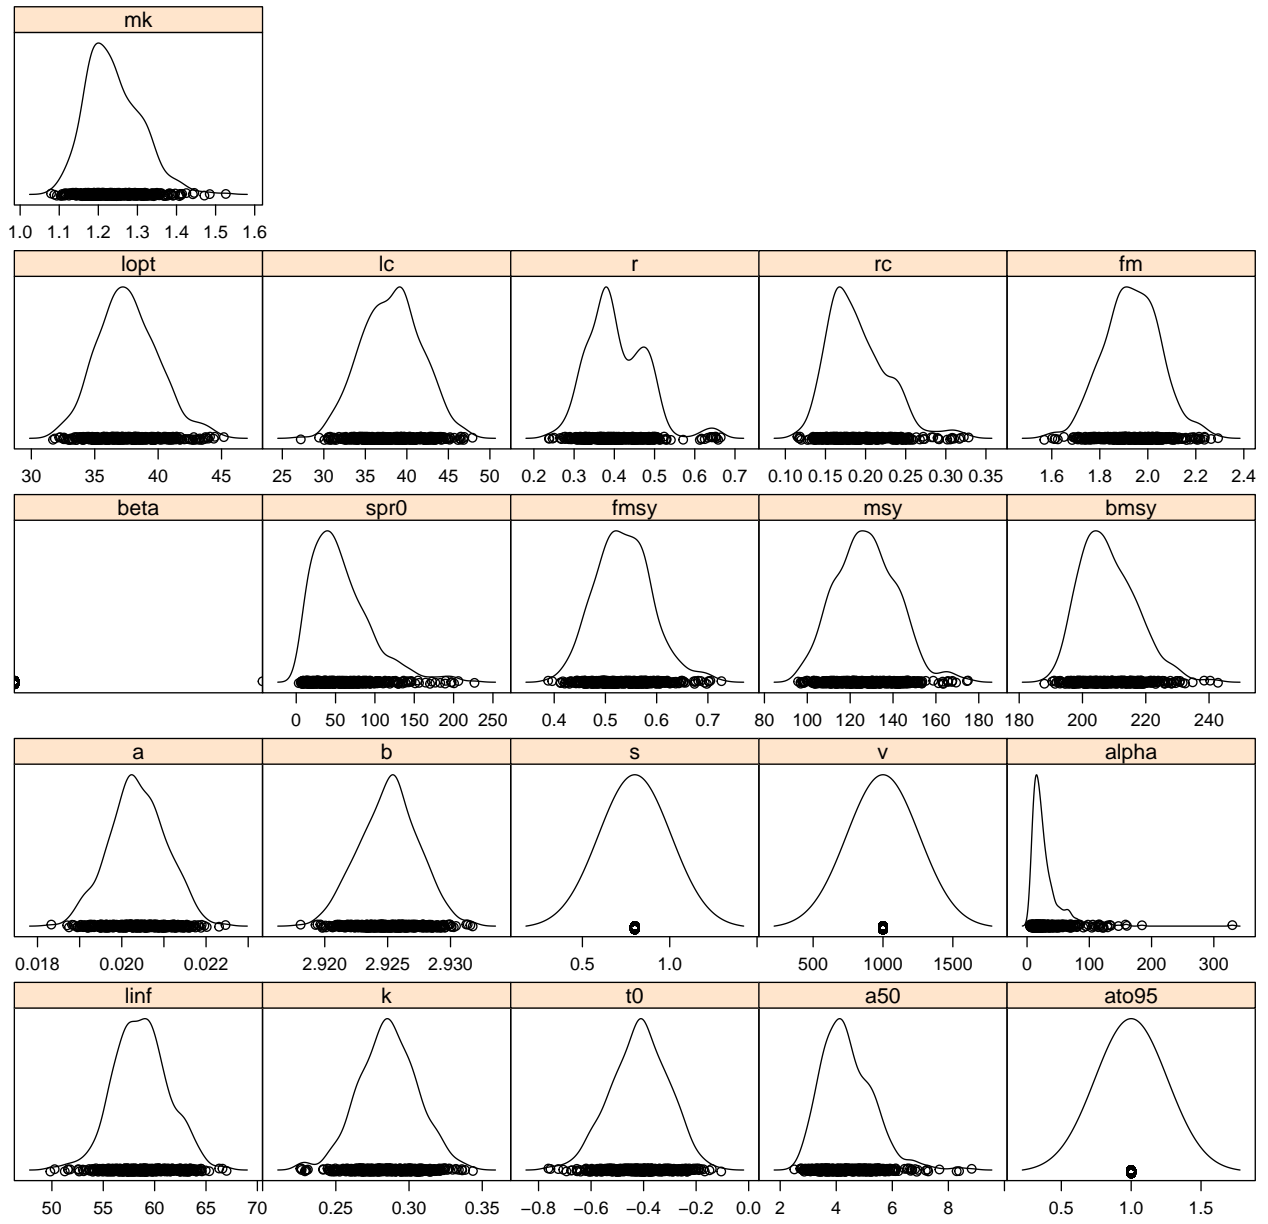 mk
1.0 1.1 1.2 1.3 1.4 1.5 1.6
lopt lc r rc fm
30 35 40 45 25 30 35 40 45 50 0.2 0.3 0.4 0.5 0.6 0.7 0.10 0.15 0.20 0.25 0.30 0.35 1.6 1.8 2.0 2.2 2.4
beta spr0 fmsy msy bmsy
0 50 100 150 200 250 0.4 0.5 0.6 0.7 80 100 120 140 160 180 180 200 220 240
a b s v alpha
0.018 0.020 0.022 2.920 2.925 2.930 0.5 1.0 500 1000 1500 0 100 200 300
linf k t0 a50 ato95
50 55 60 65 70 0.25 0.30 0.35 −0.8 −0.6 −0.4 −0.2 0.0 2 4 6 8 0.5 1.0 1.5